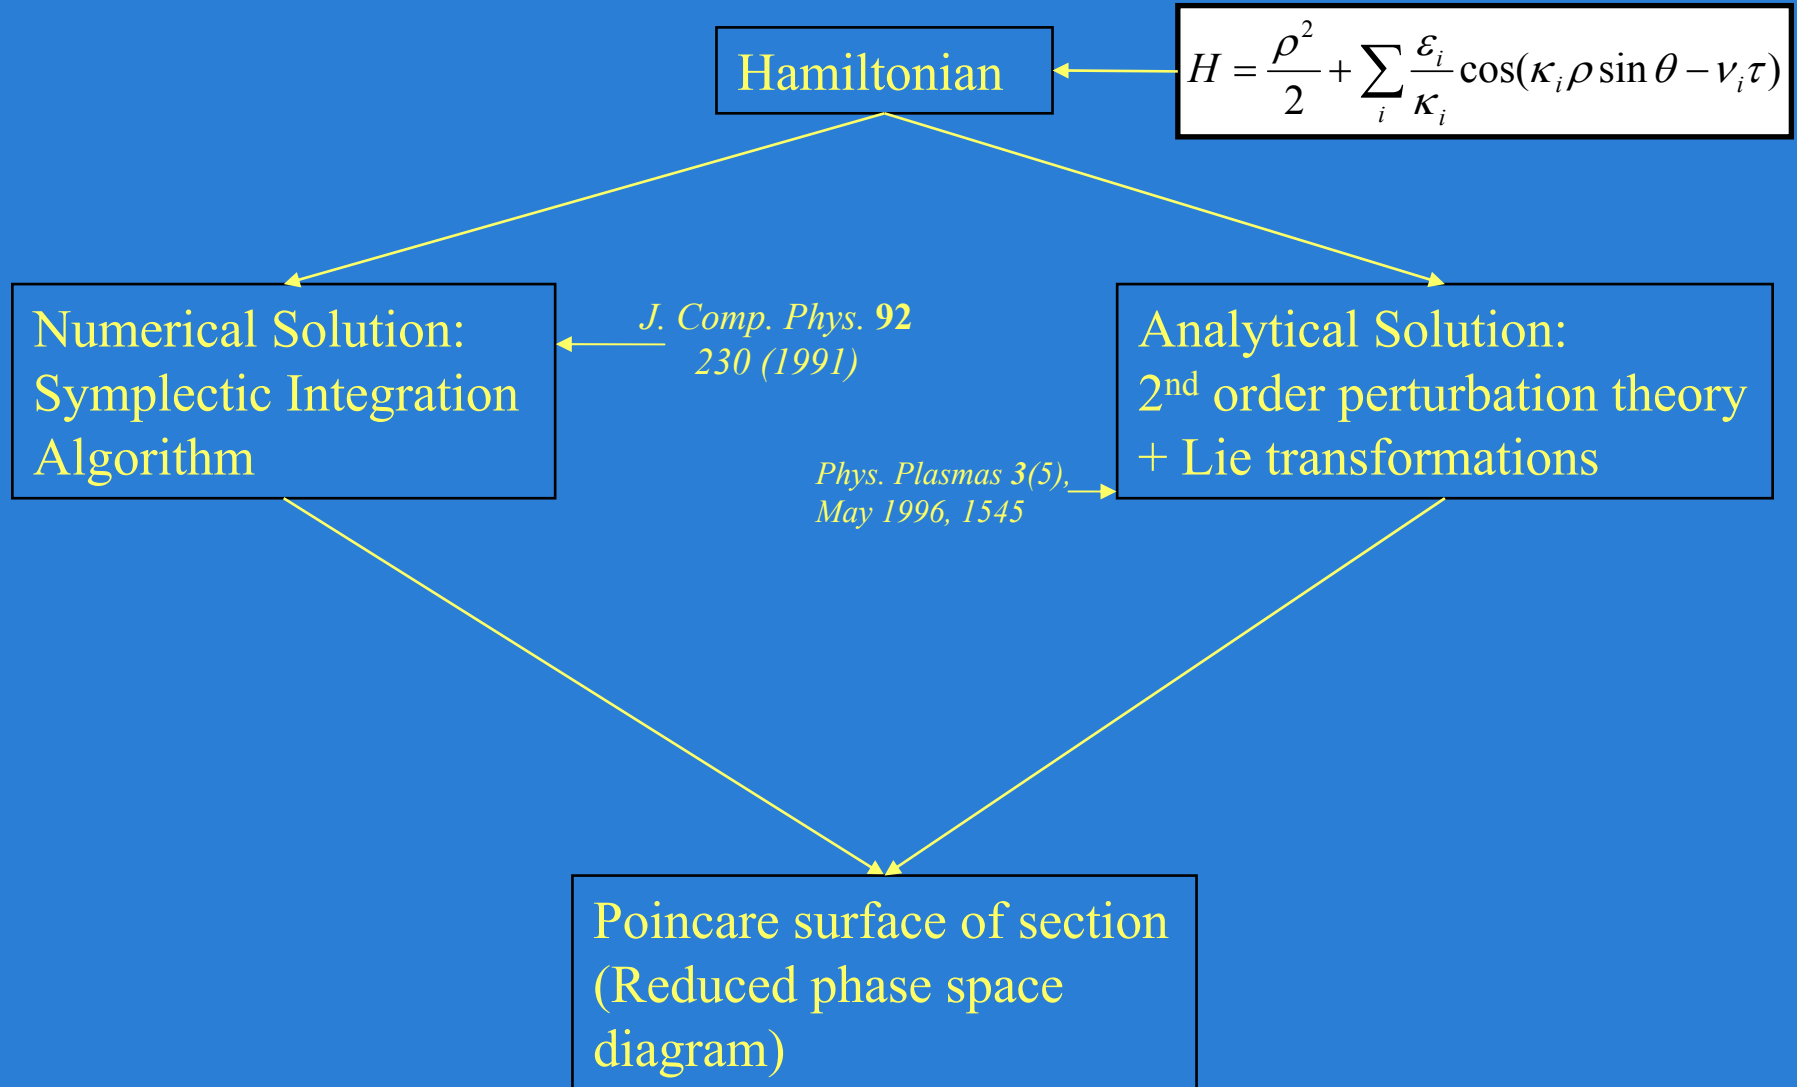 Hamiltonian
H = ρ²/2 + ∑ᵢ εᵢ/κᵢ cos(κᵢρ sin θ − νᵢτ)
Numerical Solution:
Symplectic Integration
Algorithm
J. Comp. Phys. 92
230 (1991)
Analytical Solution:
2nd order perturbation theory
+ Lie transformations
Phys. Plasmas 3(5),
May 1996, 1545
Poincare surface of section
(Reduced phase space
diagram)